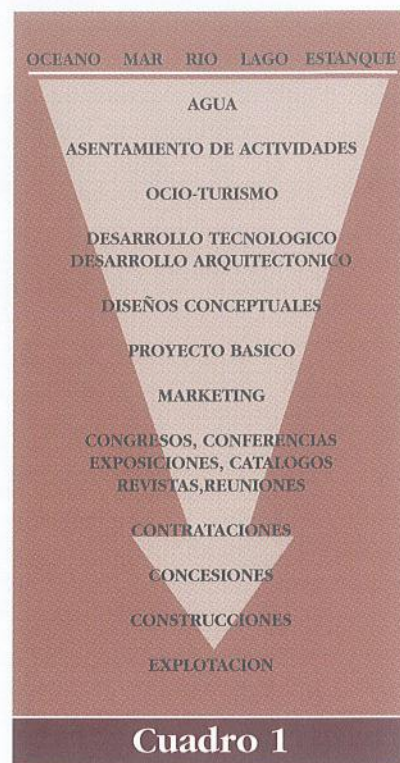 OCEANO MAR RIO LAGO ESTANQUE
AGUA
ASENTAMIENTO DE ACTIVIDADES
OCIO-TURISMO
DESARROLLO TECNOLOGICO
DESARROLLO ARQUITECTONICO
DISEÑOS CONCEPTUALES
PROYECTO BASICO
MARKETING
CONGRESOS, CONFERENCIAS
EXPOSICIONES, CATALOGOS
REVISTAS,REUNIONES
CONTRATACIONES
CONCESIONES
CONSTRUCCIONES
EXPLOTACION
Cuadro 1